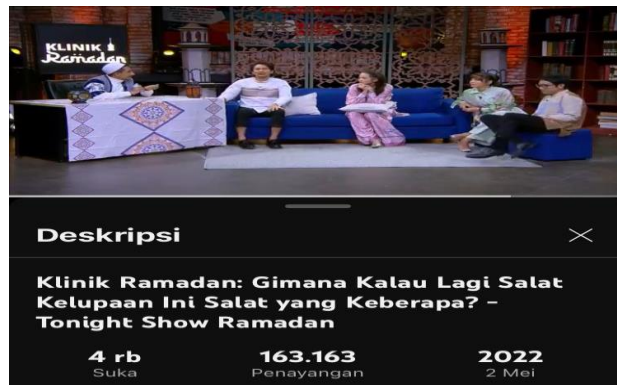 KLINIK
Ramadan
Deskripsi
Klinik Ramadan: Gimana Kalau Lagi Salat
Kelupaan Ini Salat yang Keberapa? –
Tonight Show Ramadan
4 rb 163.163 2022
Suka Penayangan 2 Mei